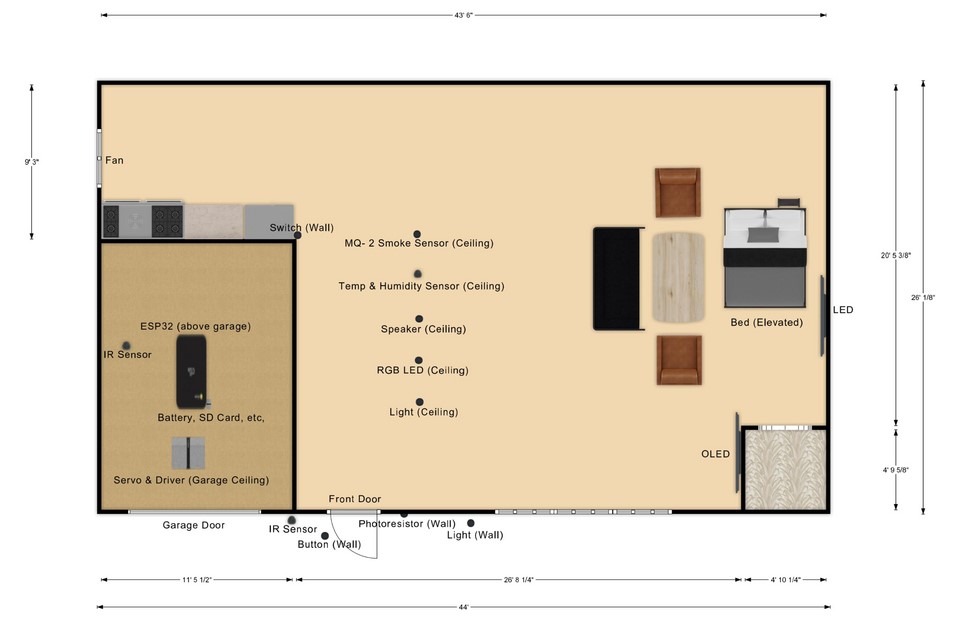 43' 6"
9' 3"
Fan
Switch (Wall)
MQ- 2 Smoke Sensor (Ceiling)
Temp & Humidity Sensor (Ceiling)
Speaker (Ceiling)
RGB LED (Ceiling)
Light (Ceiling)
Bed (Elevated)
LED
20' 5 3/8"
26' 1/8"
ESP32 (above garage)
IR Sensor
Battery, SD Card, etc,
Servo & Driver (Garage Ceiling)
OLED
4' 9 5/8"
Front Door
Garage Door
IR Sensor
Photoresistor (Wall)
Light (Wall)
Button (Wall)
11' 5 1/2"
26' 8 1/4"
4' 10 1/4"
44'